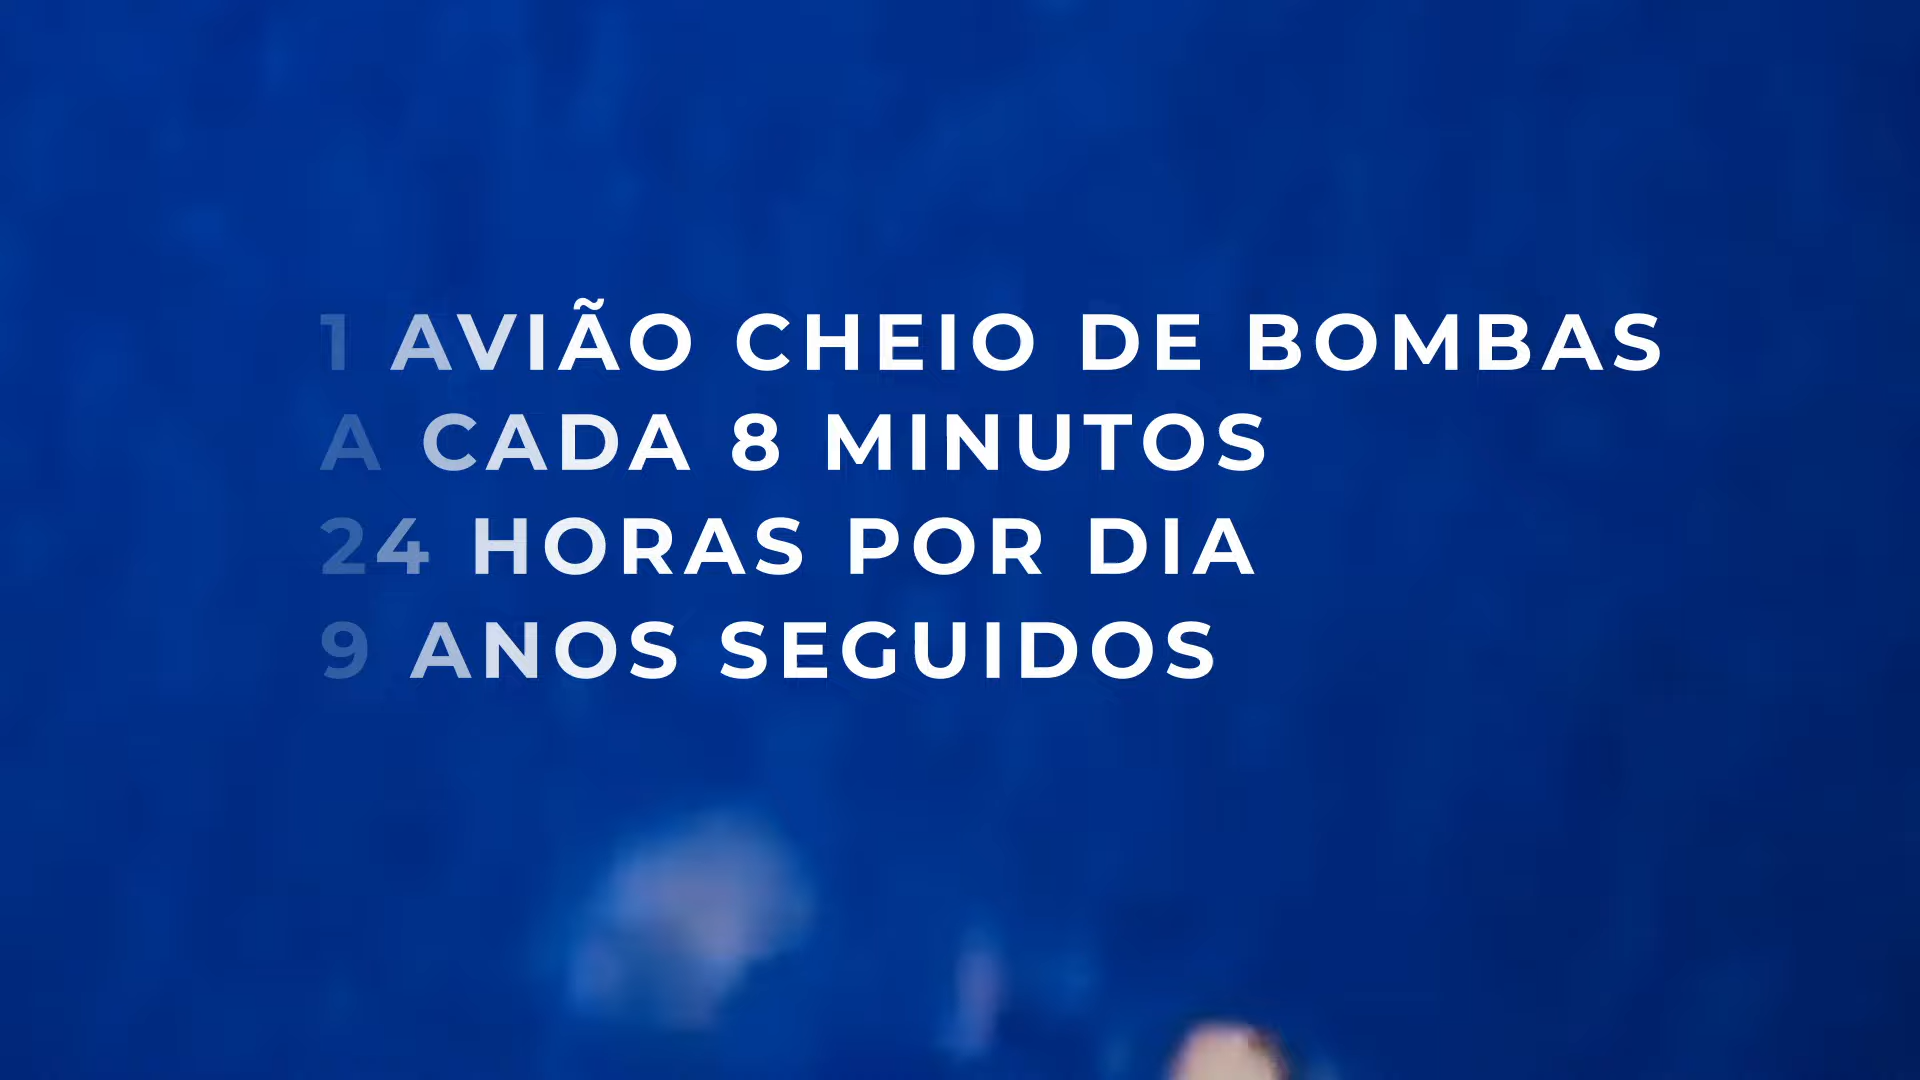 1 AVIÃO CHEIO DE BOMBAS
A CADA 8 MINUTOS
24 HORAS POR DIA
9 ANOS SEGUIDOS